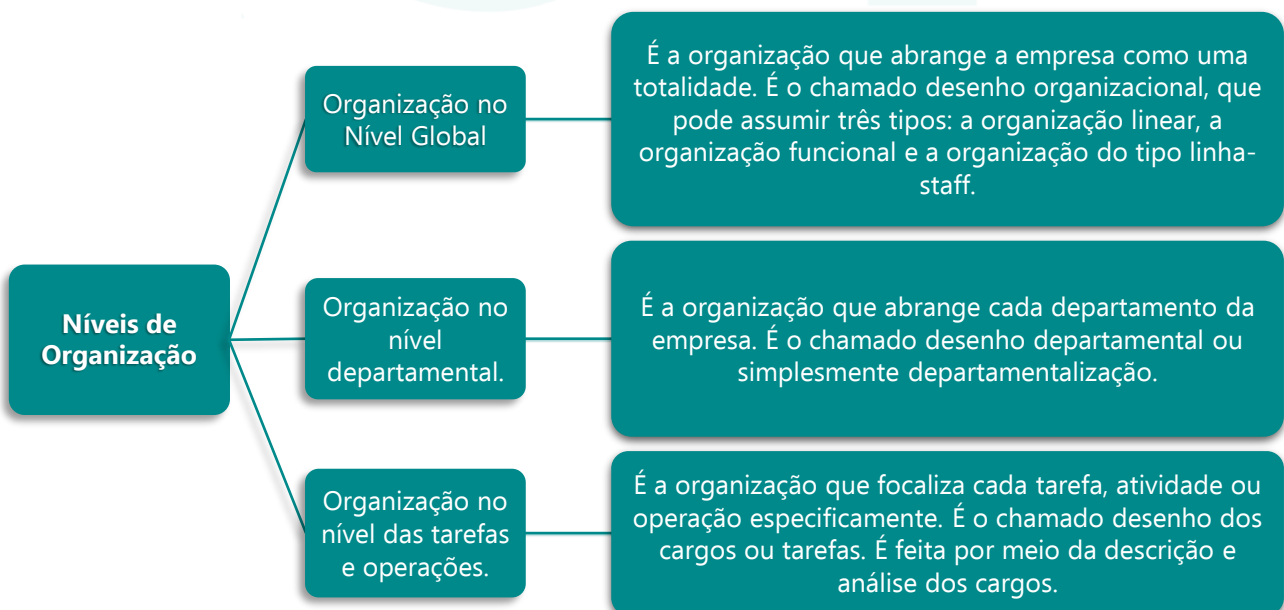 Níveis de
Organização
Organização no
Nível Global
É a organização que abrange a empresa como uma
totalidade. É o chamado desenho organizacional, que
pode assumir três tipos: a organização linear, a
organização funcional e a organização do tipo linha-
staff.
Organização no
nível
departamental.
É a organização que abrange cada departamento da
empresa. É o chamado desenho departamental ou
simplesmente departamentalização.
Organização no
nível das tarefas
e operações.
É a organização que focaliza cada tarefa, atividade ou
operação especificamente. É o chamado desenho dos
cargos ou tarefas. É feita por meio da descrição e
análise dos cargos.